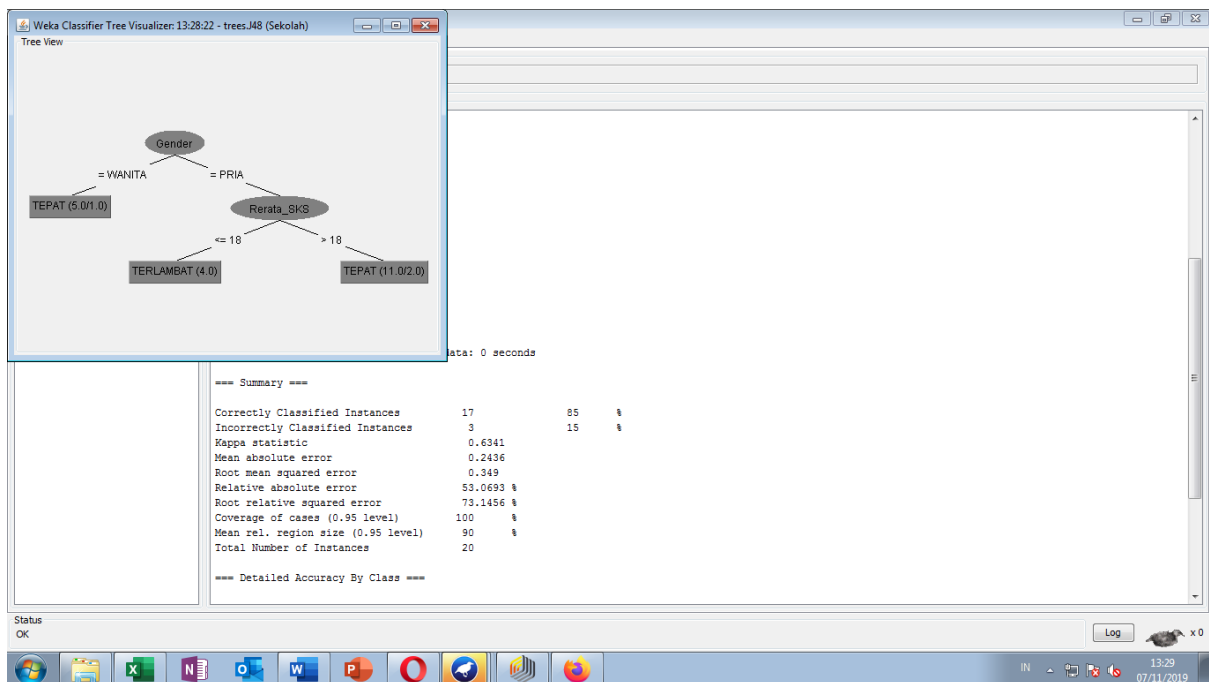 Weka Classifier Tree Visualizer: 13:28:22 - trees.J48 (Sekolah)
Tree View
Gender
= WANITA = PRIA
TEPAT (5.0/1.0)
Rerata_SKS
<= 18 > 18
TERLAMBAT (4.0) TEPAT (11.0/2.0)
data: 0 seconds
=== Summary ===
Correctly Classified Instances 17 85 %
Incorrectly Classified Instances 3 15 %
Kappa statistic 0.6341
Mean absolute error 0.2436
Root mean squared error 0.349
Relative absolute error 53.0693 %
Root relative squared error 73.1456 %
Coverage of cases (0.95 level) 100 %
Mean rel. region size (0.95 level) 90 %
Total Number of Instances 20
=== Detailed Accuracy By Class ===
Status
OK
Log x 0
IN
13:29
07/11/2019